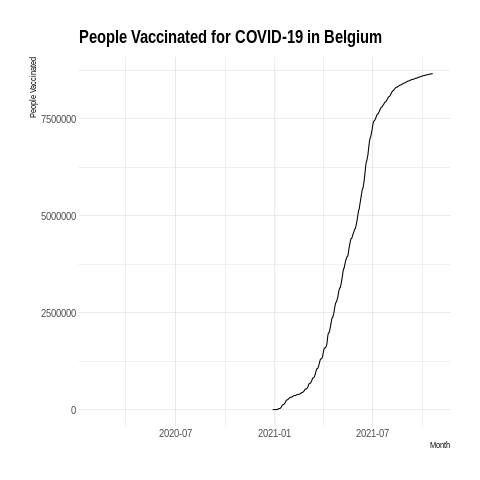 People Vaccinated for COVID-19 in Belgium
People Vaccinated
7500000
5000000
2500000
0
2020-07
2021-01
2021-07
Month